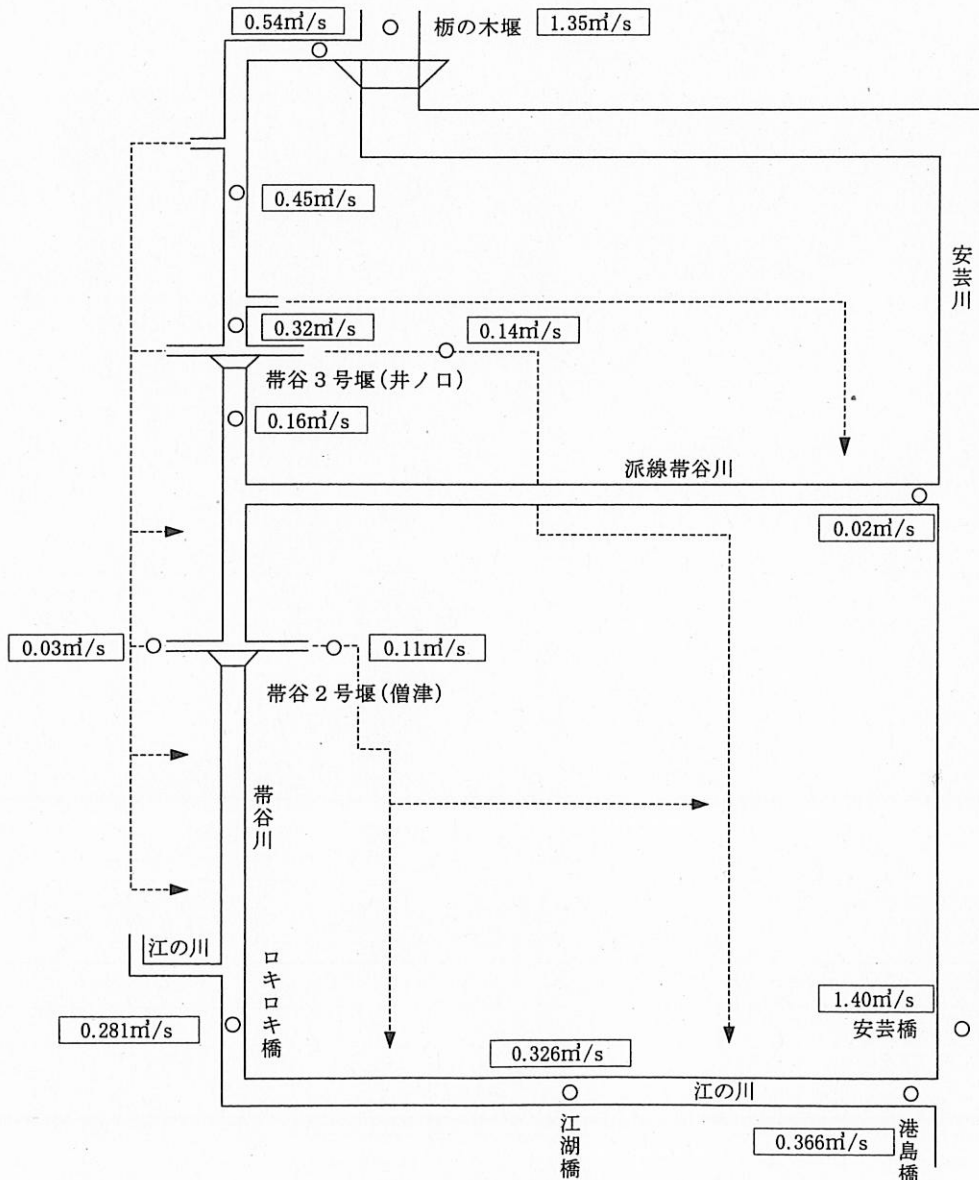 0.54㎥/s
栃の木堰
1.35㎥/s
0.45㎥/s
安芸川
0.32㎥/s
0.14㎥/s
帯谷3号堰(井ノ口)
0.16㎥/s
派線帯谷川
0.02㎥/s
0.03㎥/s
0.11㎥/s
帯谷2号堰(僧津)
帯谷川
江の川
ロキロキ橋
0.281㎥/s
1.40㎥/s
安芸橋
0.326㎥/s
江の川
江湖橋
0.366㎥/s
港島橋